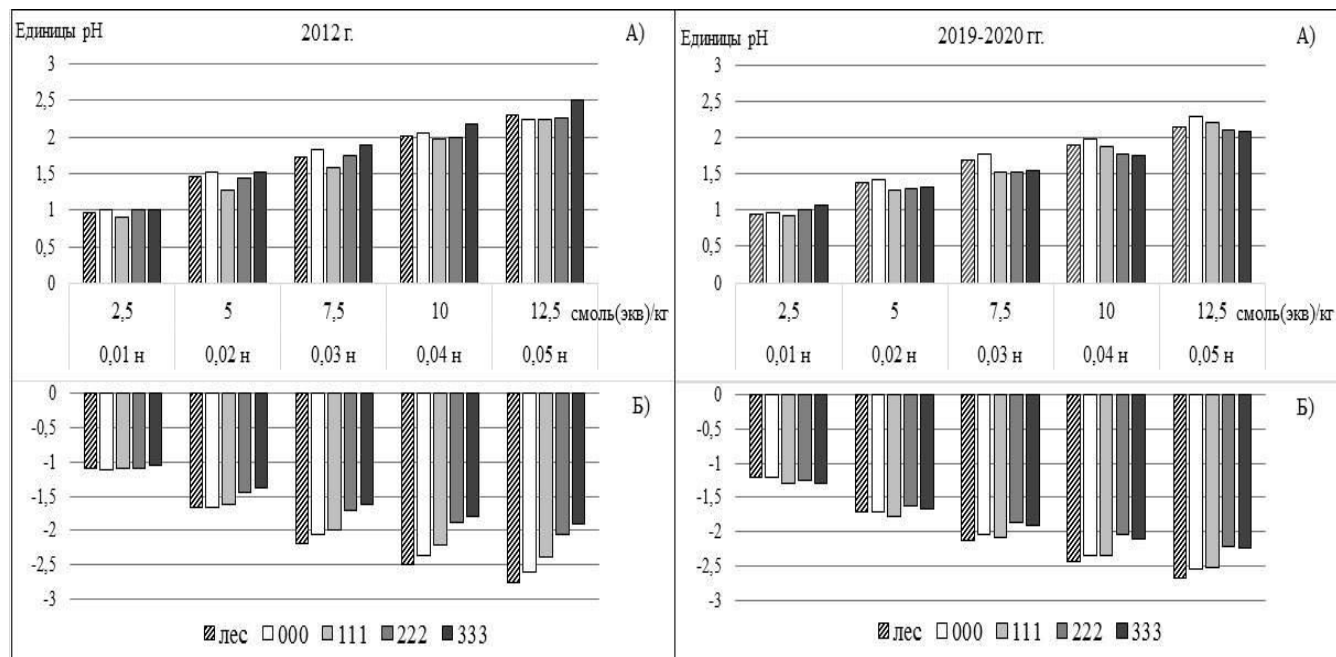 Единицы pH 2012 г. А)
3
2,5
2
1,5
1
0,5
0
2,5 5 7,5 10 12,5 смоль(экв)/кг
0,01 н 0,02 н 0,03 н 0,04 н 0,05 н
0 Б)
-0,5
-1
-1,5
-2
-2,5
-3
лес 000 111 222 333
Единицы pH 2019-2020 гг. А)
3
2,5
2
1,5
1
0,5
0
2,5 5 7,5 10 12,5 смоль(экв)/кг
0,01 н 0,02 н 0,03 н 0,04 н 0,05 н
0 Б)
-0,5
-1
-1,5
-2
-2,5
-3
лес 000 111 222 333